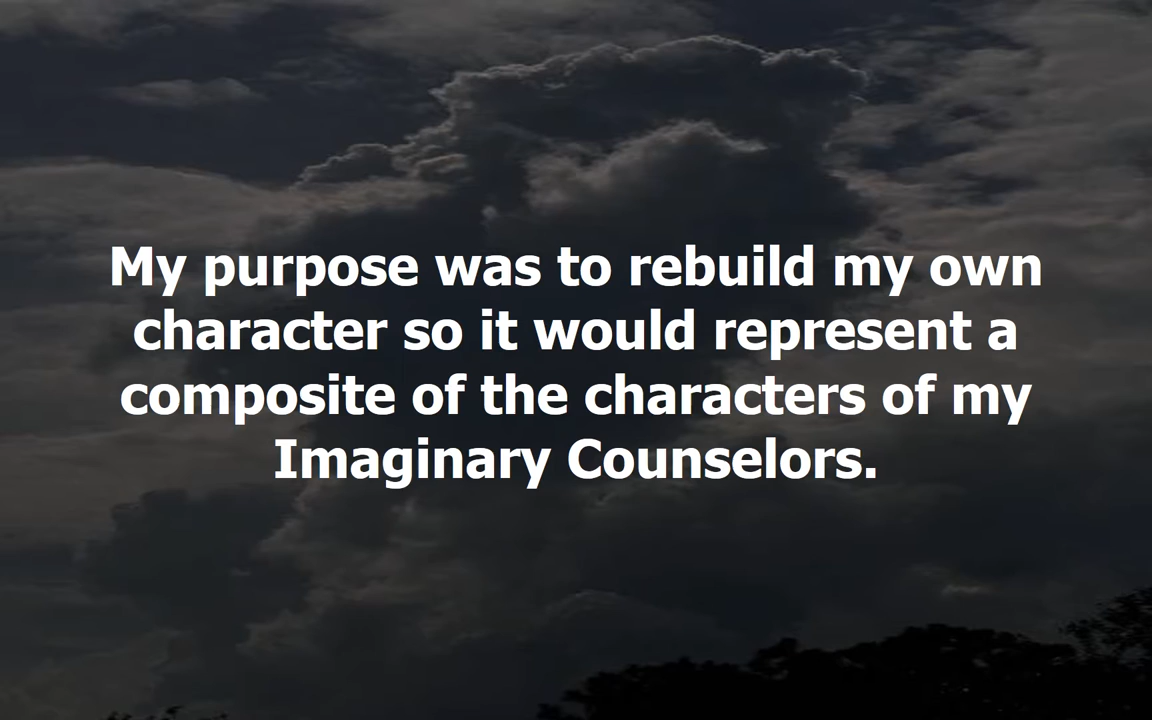 My purpose was to rebuild my own
character so it would represent a
composite of the characters of my
Imaginary Counselors.